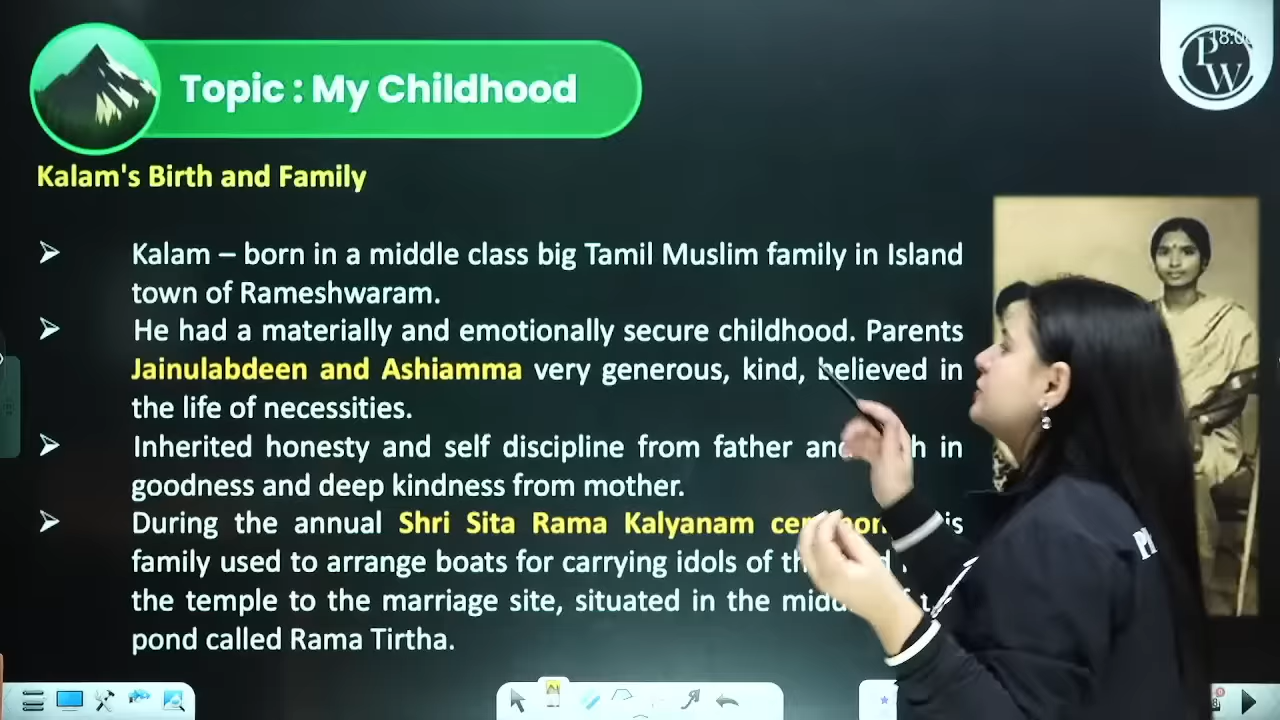 Topic : My Childhood
18:0
PW
Kalam's Birth and Family
➢ Kalam – born in a middle class big Tamil Muslim family in Island
town of Rameshwaram.
➢ He had a materially and emotionally secure childhood. Parents
Jainulabdeen and Ashiamma very generous, kind, believed in
the life of necessities.
➢ Inherited honesty and self discipline from father and in
goodness and deep kindness from mother.
➢ During the annual Shri Sita Rama Kalyanam
family used to arrange boats for carrying idols of
the temple to the marriage site, situated in the
pond called Rama Tirtha.